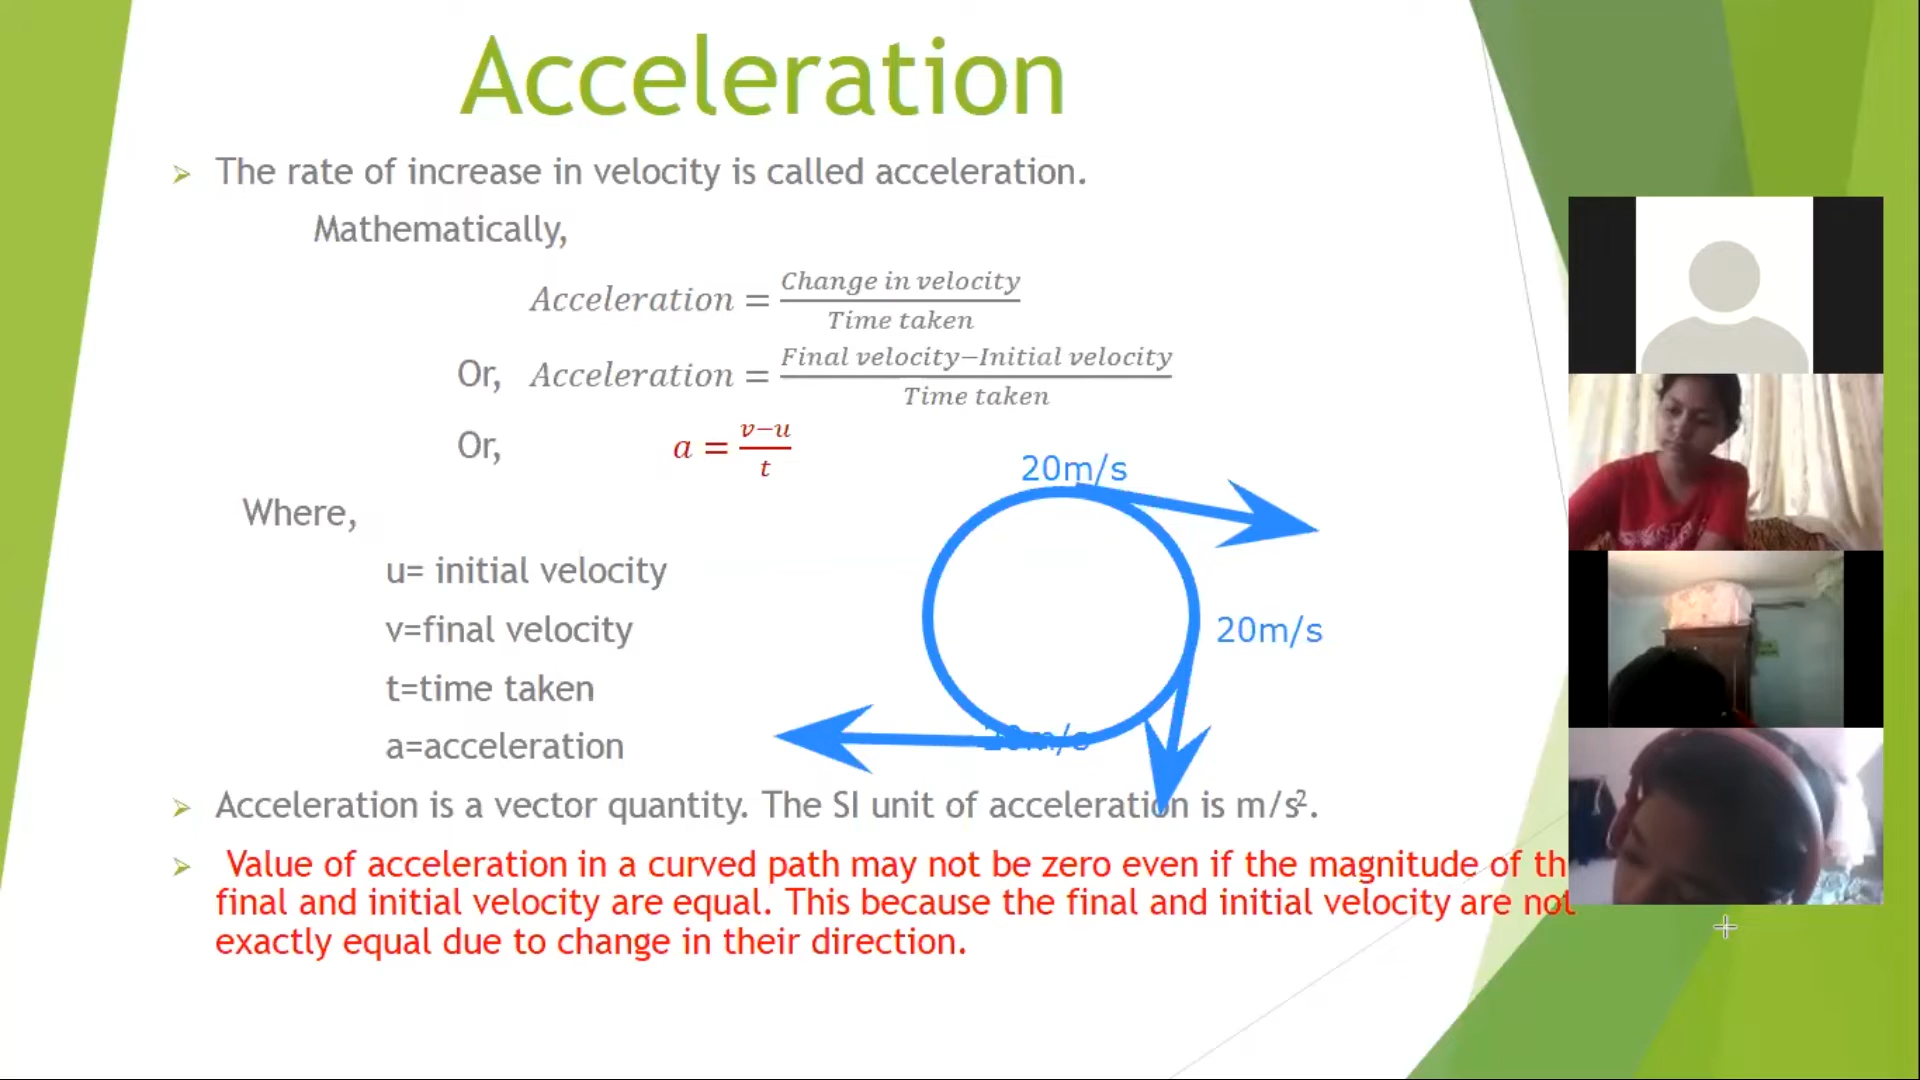 Acceleration
The rate of increase in velocity is called acceleration.
Mathematically,
Acceleration = Change in velocity / Time taken
Or, Acceleration = Final velocity−Initial velocity / Time taken
Or, a = v−u / t
20m/s
Where,
u= initial velocity
v=final velocity
20m/s
t=time taken
20m/s
a=acceleration
Acceleration is a vector quantity. The SI unit of acceleration is m/s².
Value of acceleration in a curved path may not be zero even if the magnitude of th
final and initial velocity are equal. This because the final and initial velocity are not
exactly equal due to change in their direction.